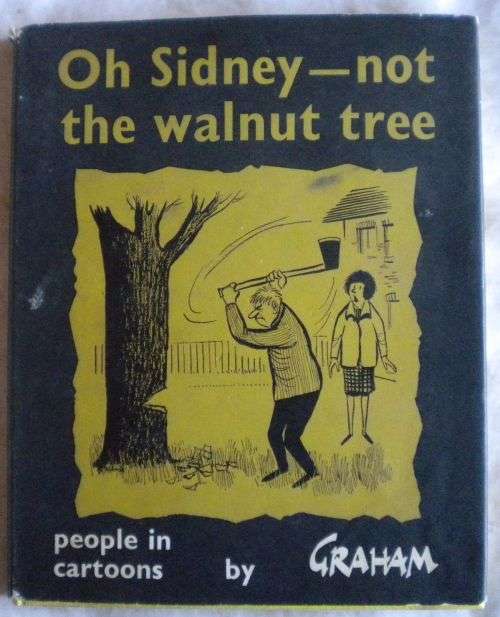 Oh Sidney—not
the walnut tree
people in
cartoons by GRAHAM